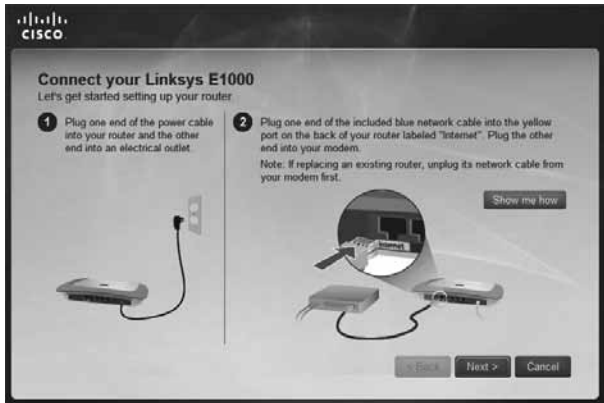 CISCO
Connect your Linksys E1000
Let's get started setting up your router
1
Plug one end of the power cable
into your router and the other
end into an electrical outlet.
2
Plug one end of the included blue network cable into the yellow
port on the back of your router labeled "Internet". Plug the other
end into your modem.
Note: If replacing an existing router, unplug its network cable from
your modem first.
Show me how
Internet
< Back
Next >
Cancel